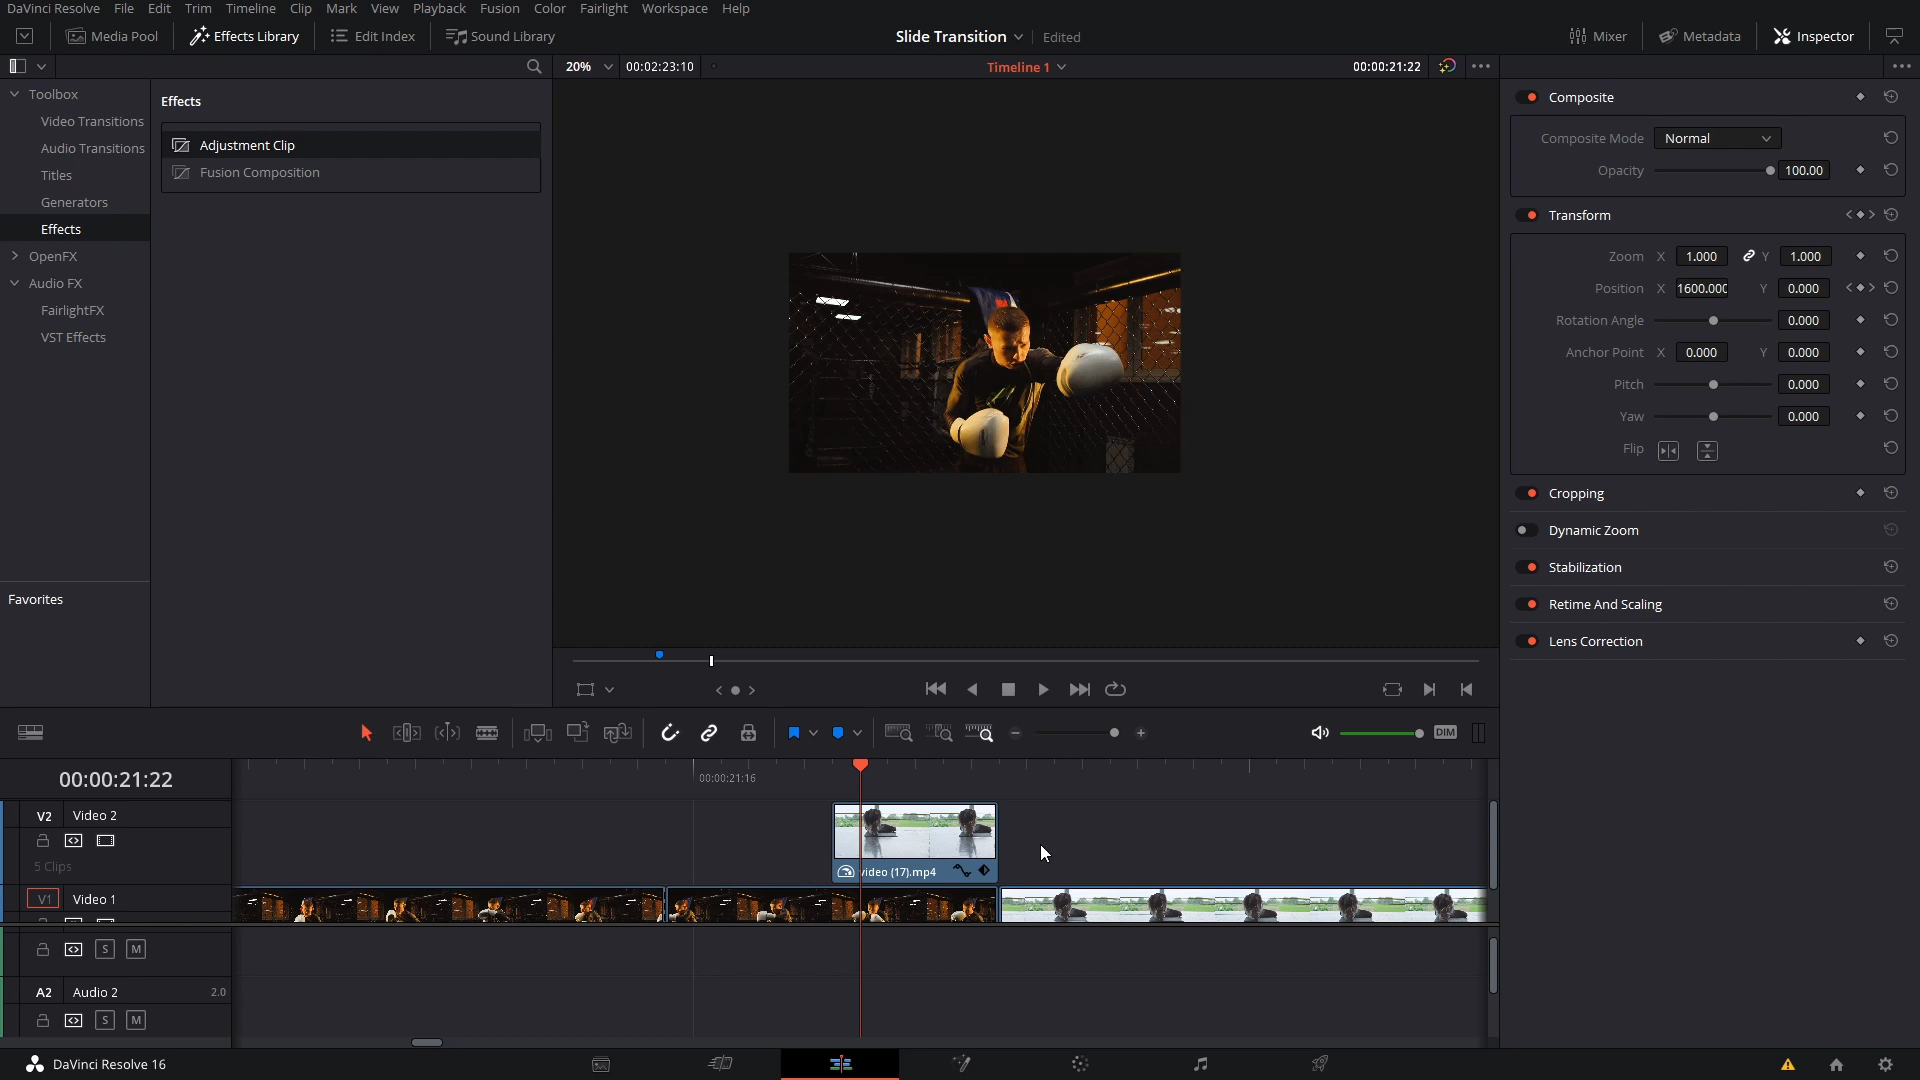 DaVinci Resolve File Edit Trim Timeline Clip Mark View Playback Fusion Color Fairlight Workspace Help
Media Pool Effects Library Edit Index Sound Library Slide Transition Edited Mixer Metadata Inspector
20% 00:02:23:10 Timeline 1 00:00:21:22
Toolbox
Video Transitions
Audio Transitions
Titles
Generators
Effects
OpenFX
Audio FX
FairlightFX
VST Effects
Favorites
Effects
Adjustment Clip
Fusion Composition
Composite
Composite Mode Normal
Opacity 100.00
Transform
Zoom X 1.000 Y 1.000
Position X 1600.000 Y 0.000
Rotation Angle 0.000
Anchor Point X 0.000 Y 0.000
Pitch 0.000
Yaw 0.000
Flip
Cropping
Dynamic Zoom
Stabilization
Retime And Scaling
Lens Correction
DIM
00:00:21:22
00:00:21:16
V2 Video 2
5 Clips
video (17).mp4
V1 Video 1
S M
A2 Audio 2 2.0
S M
DaVinci Resolve 16